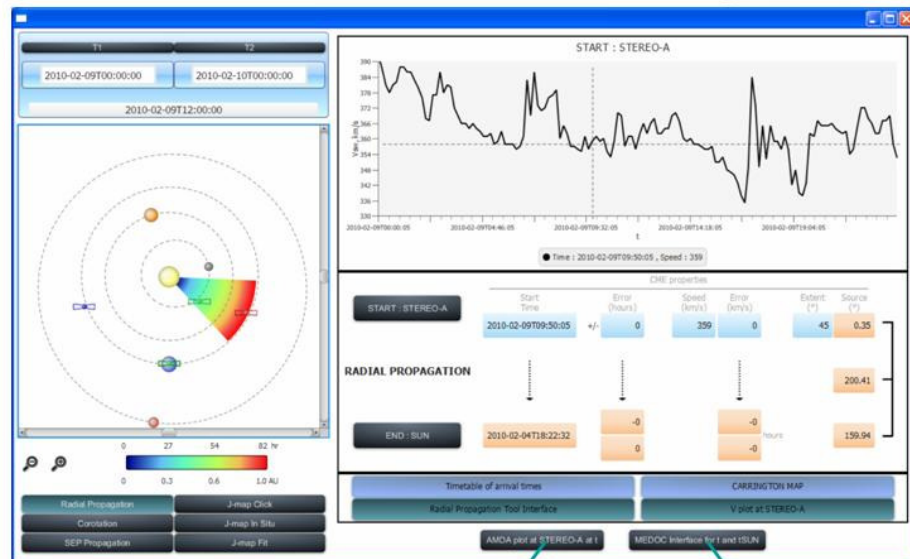 T1 T2
2010-02-09T00:00:00 2010-02-10T00:00:00
2010-02-09T12:00:00
0 27 54 82 hr
0 0.3 0.6 1.0 AU
Radial Propagation J-map Click
Corotation J-map In Situ
SEP Propagation J-map Fit
START : STEREO-A
390
384
378
372
366
360
354
348
342
336
330
2010-02-09T00:00:05 2010-02-09T04:46:05 2010-02-09T09:32:05 2010-02-09T14:18:05 2010-02-09T19:04:05
t
Time : 2010-02-09T09:50:05 , Speed : 359
CME properties
Start Error Speed Error Extent Source
Time (hours) (km/s) (km/s) (°) (°)
START : STEREO-A 2010-02-09T09:50:05 +/- 0 359 0 45 0.35
RADIAL PROPAGATION 200.41
-0 -0
END : SUN 2010-02-04T18:22:32 hours 159.94
0 -0
Timetable of arrival times CARRINGTON MAP
Radial Propagation Tool Interface V plot at STEREO-A
AMDA plot at STEREO-A at t MEDOC Interface for t and tSUN